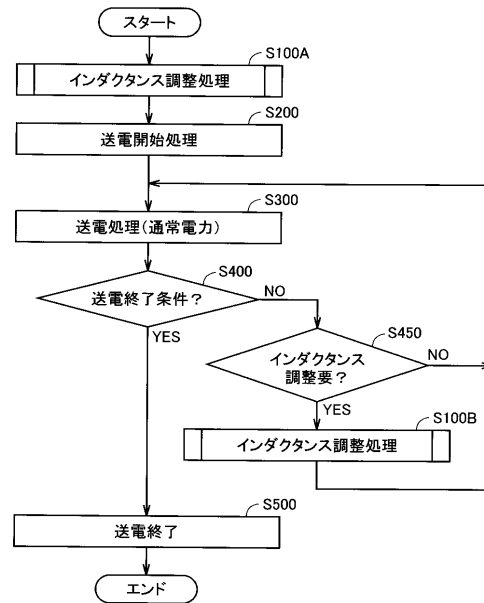 スタート
S100A
インダクタンス調整処理
S200
送電開始処理
S300
送電処理(通常電力)
S400
送電終了条件?
NO
YES
S450
インダクタンス
調整要?
NO
YES
S100B
インダクタンス調整処理
S500
送電終了
エンド